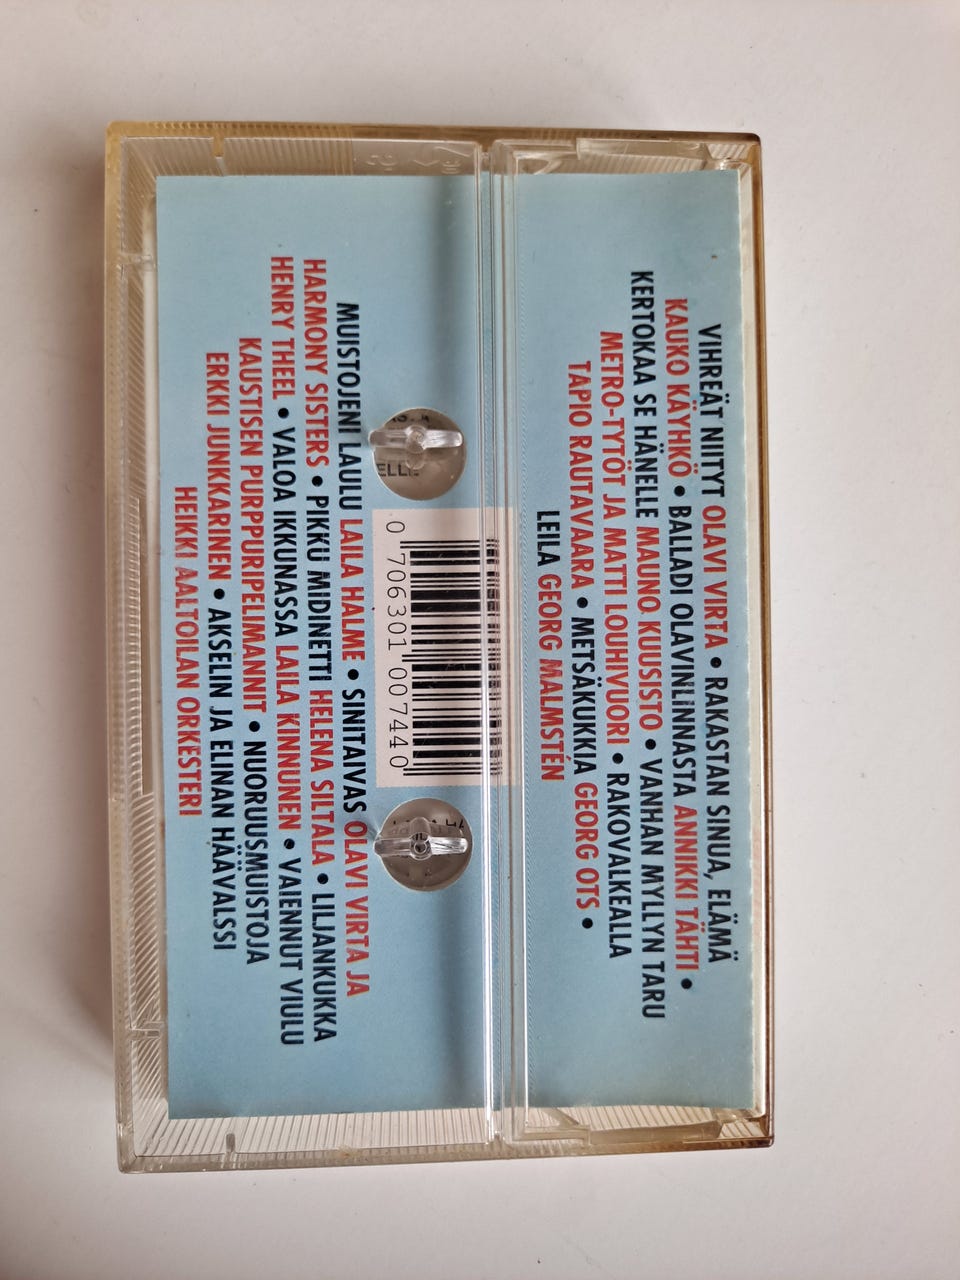 VIHREÄT NIITYT OLAVI VIRTA • RAKASTAN SINUA, ELÄMÄ
KAUKO KÄYHKÖ • BALLADI OLAVINLINNASTA ANNIKKI TÄHTI •
KERTOKAA SE HÄNELLE MAUNO KUUSISTO • VANHAN MYLLYN TARU
METRO-TYTÖT JA MATTI LOUHIVUORI • RAKOVALKEALLA
TAPIO RAUTAVAARA • METSÄKUKKIA GEORG OTS •
LEILA GEORG MALMSTÉN
0 706301 007440
MUISTOJENI LAULU LAILA HALME • SINITAIVAS OLAVI VIRTA JA
HARMONY SISTERS • PIKKU MIDINETTI HELENA SILTALA • LILJANKUKKA
HENRY THEEL • VALOA IKKUNASSA LAILA KINNUNEN • VAIENNUT VIULU
KAUSTISEN PURPPURIPELIMANNIT • NUORUUSMUISTOJA
ERKKI JUNKKARINEN • AKSELIN JA ELINAN HÄÄVALSSI
HEIKKI AALTOILAN ORKESTERI